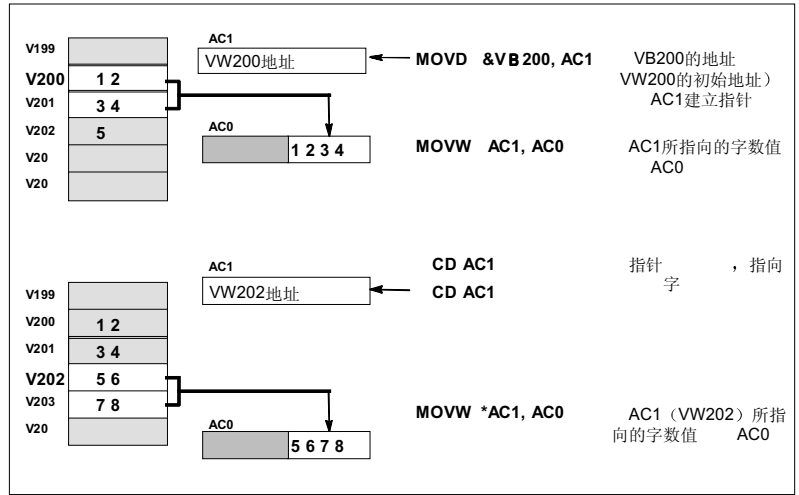 AC1
V199
VW200地址
MOVD &VB200, AC1
VB200的地址
V200
1 2
VW200的初始地址）
V201
3 4
AC1建立指针
V202
5
AC0
1 2 3 4
MOVW AC1, AC0
AC1所指向的字数值
V20
AC0
V20
AC1
CD AC1
指针 ，指向
VW202地址
CD AC1
字
V199
V200
1 2
V201
3 4
V202
5 6
V203
7 8
MOVW *AC1, AC0
AC1（VW202）所指
V20
AC0
5 6 7 8
向的字数值 AC0